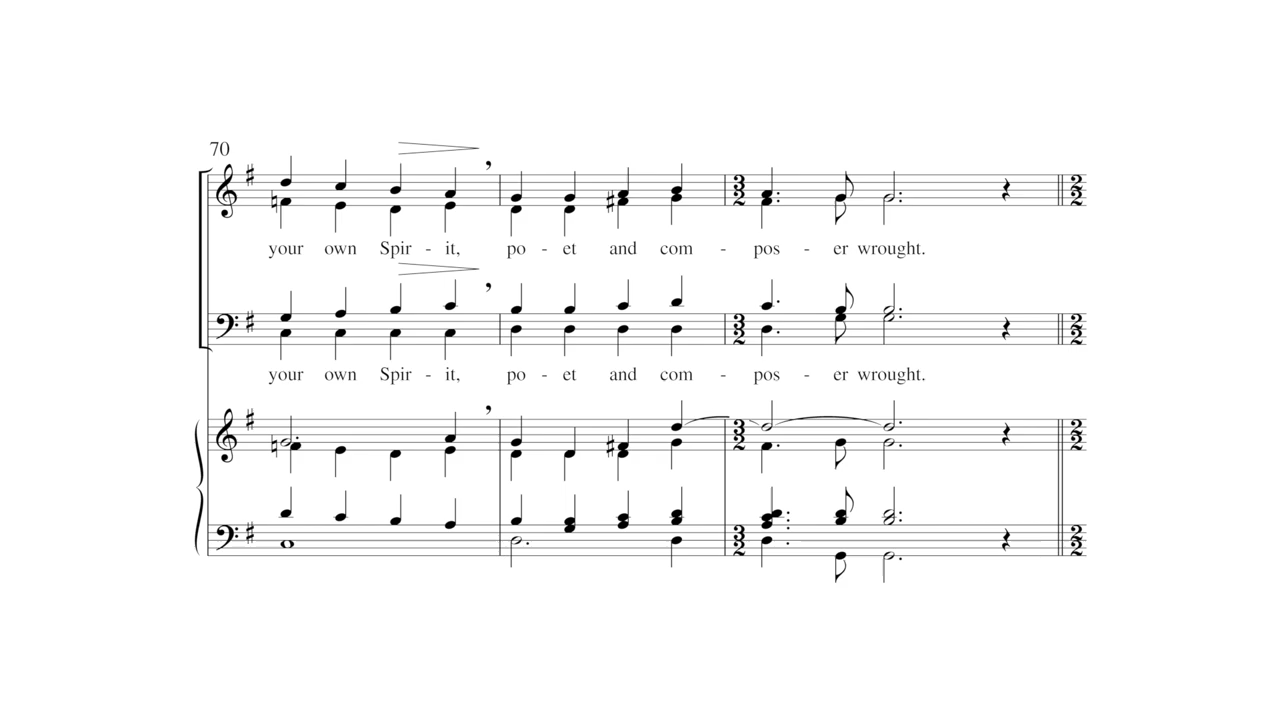 70
your own Spir - it, po - et and com - pos - er wrought.
your own Spir - it, po - et and com - pos - er wrought.